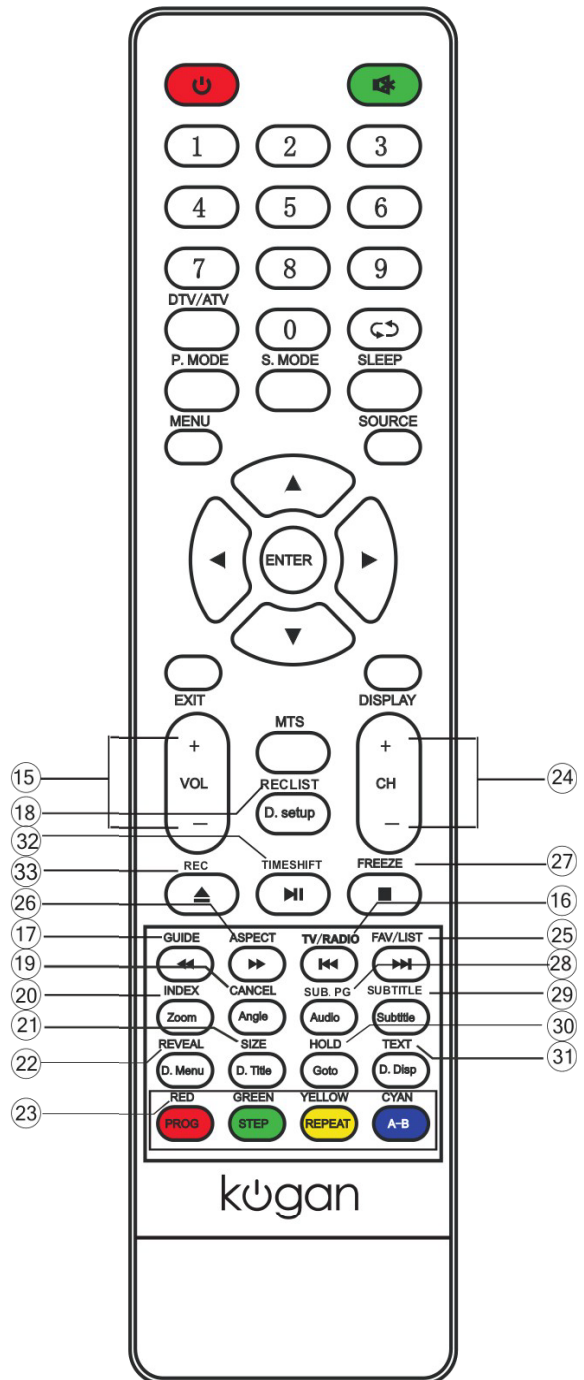 1 2 3
4 5 6
7 8 9
DTV/ATV
0
P. MODE S. MODE SLEEP
MENU SOURCE
ENTER
EXIT DISPLAY
MTS
+ +
15 VOL CH 24
RECLIST
18 D. setup
- -
32 TIMESHIFT FREEZE 27
33 REC
26 16
17 GUIDE ASPECT TV/RADIO FAV/LIST 25
19 28
20 INDEX CANCEL SUB. PG SUBTITLE 29
Zoom Angle Audio Subtitle
21 30
22 REVEAL SIZE HOLD TEXT 31
D. Menu D. Title Goto D. Disp
23 RED GREEN YELLOW CYAN
PROG STEP REPEAT A-B
kogan